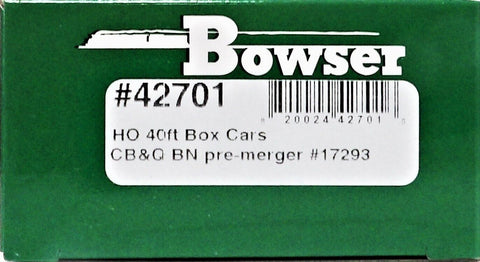 Bowser
#42701
20024 42701
HO 40ft Box Cars
CB&Q BN pre-merger #17293